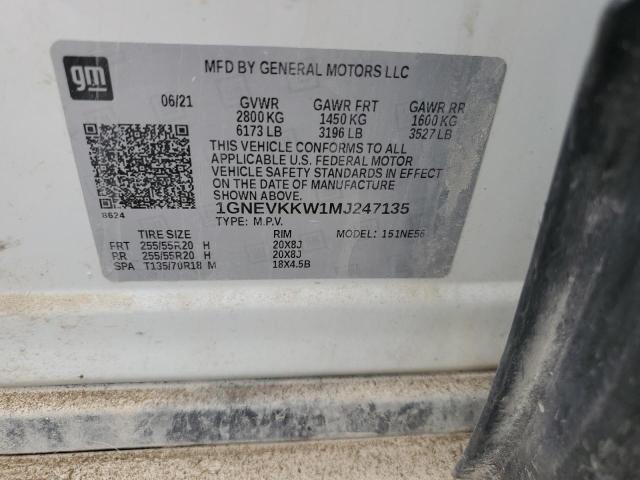 gm
MFD BY GENERAL MOTORS LLC
06/21 GVWR GAWR FRT GAWR RR
2800 KG 1450 KG 1600 KG
6173 LB 3196 LB 3527 LB
THIS VEHICLE CONFORMS TO ALL
APPLICABLE U.S. FEDERAL MOTOR
VEHICLE SAFETY STANDARDS IN EFFECT
ON THE DATE OF MANUFACTURE
SHOWN ABOVE.
8624
1GNEVKKW1MJ247135
TYPE: M.P.V.
TIRE SIZE RIM MODEL: 1S1NE56
FRT 255/55R20 H 20X8J
RR 255/55R20 H 20X8J
SPA T135/70R18 M 18X4.5B